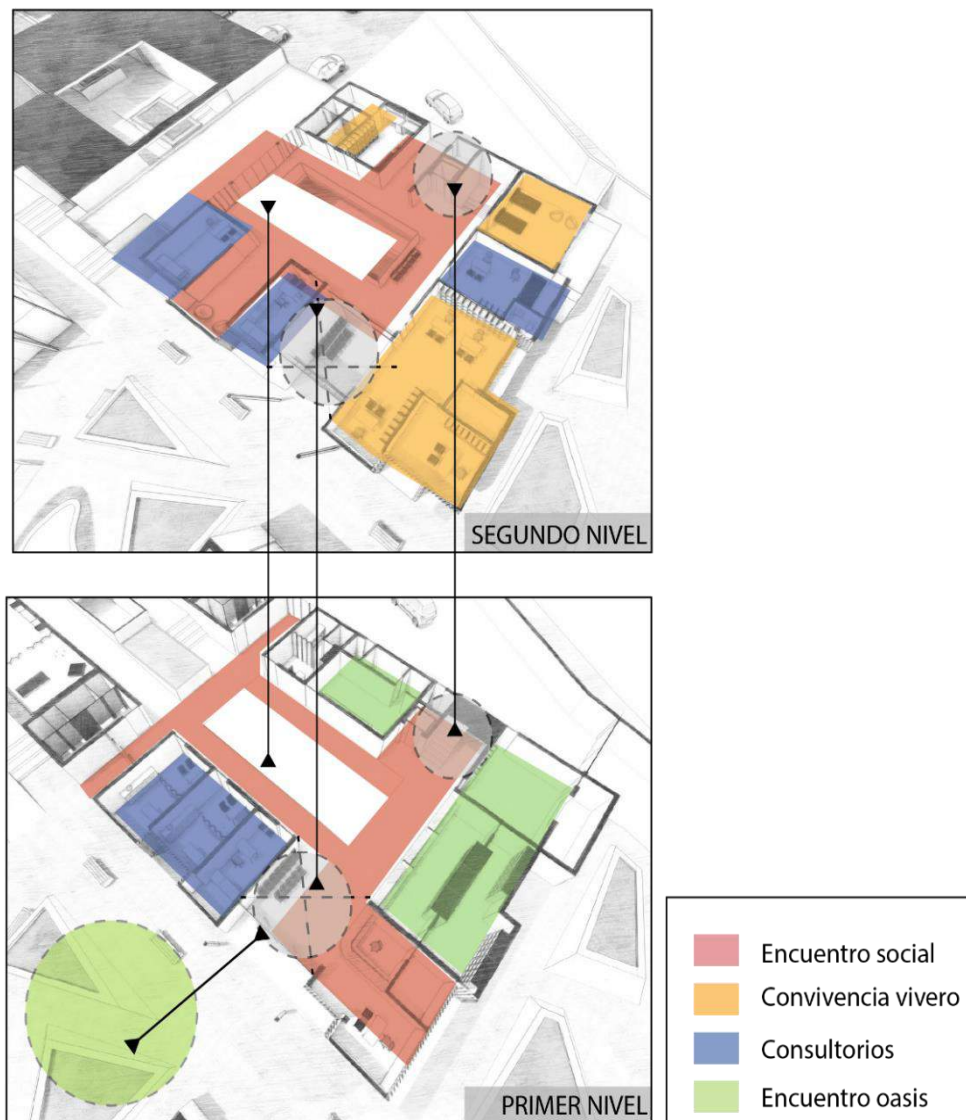 SEGUNDO NIVEL
PRIMER NIVEL
Encuentro social
Convivencia vivero
Consultorios
Encuentro oasis